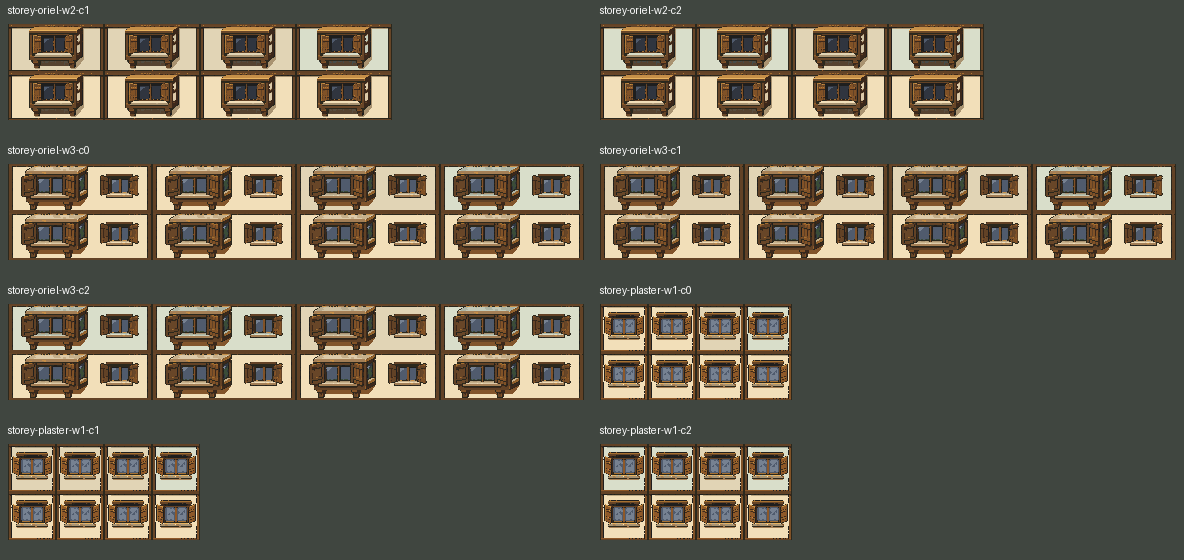 storey-oriel-w2-c1
storey-oriel-w2-c2
storey-oriel-w3-c0
storey-oriel-w3-c1
storey-oriel-w3-c2
storey-plaster-w1-c0
storey-plaster-w1-c1
storey-plaster-w1-c2